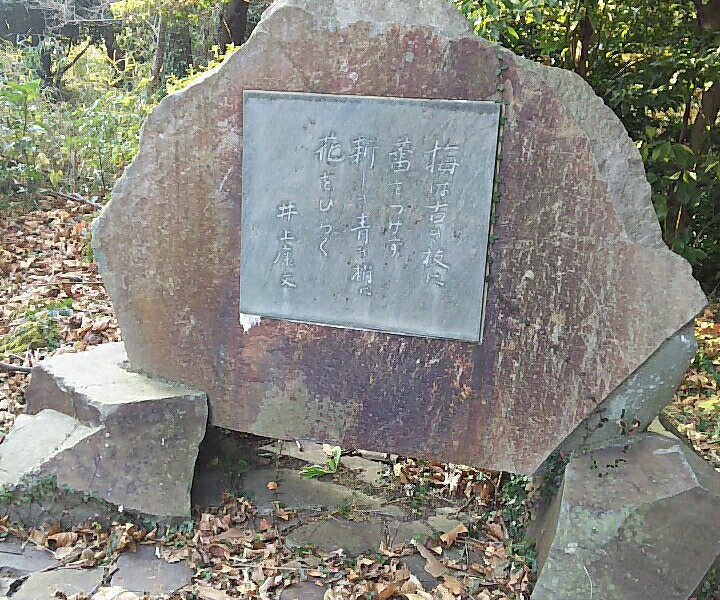 梅は古き枝に
蕾をつけず
新しき青き梢に
花をひらく
井上康文